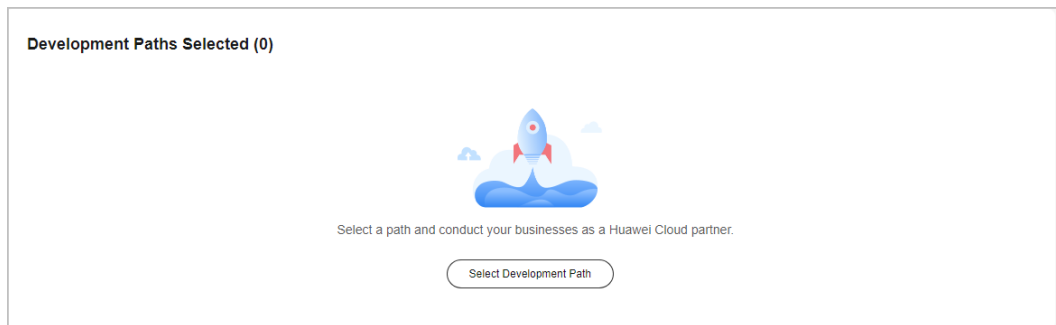 Development Paths Selected (0)
Select a path and conduct your businesses as a Huawei Cloud partner.
Select Development Path